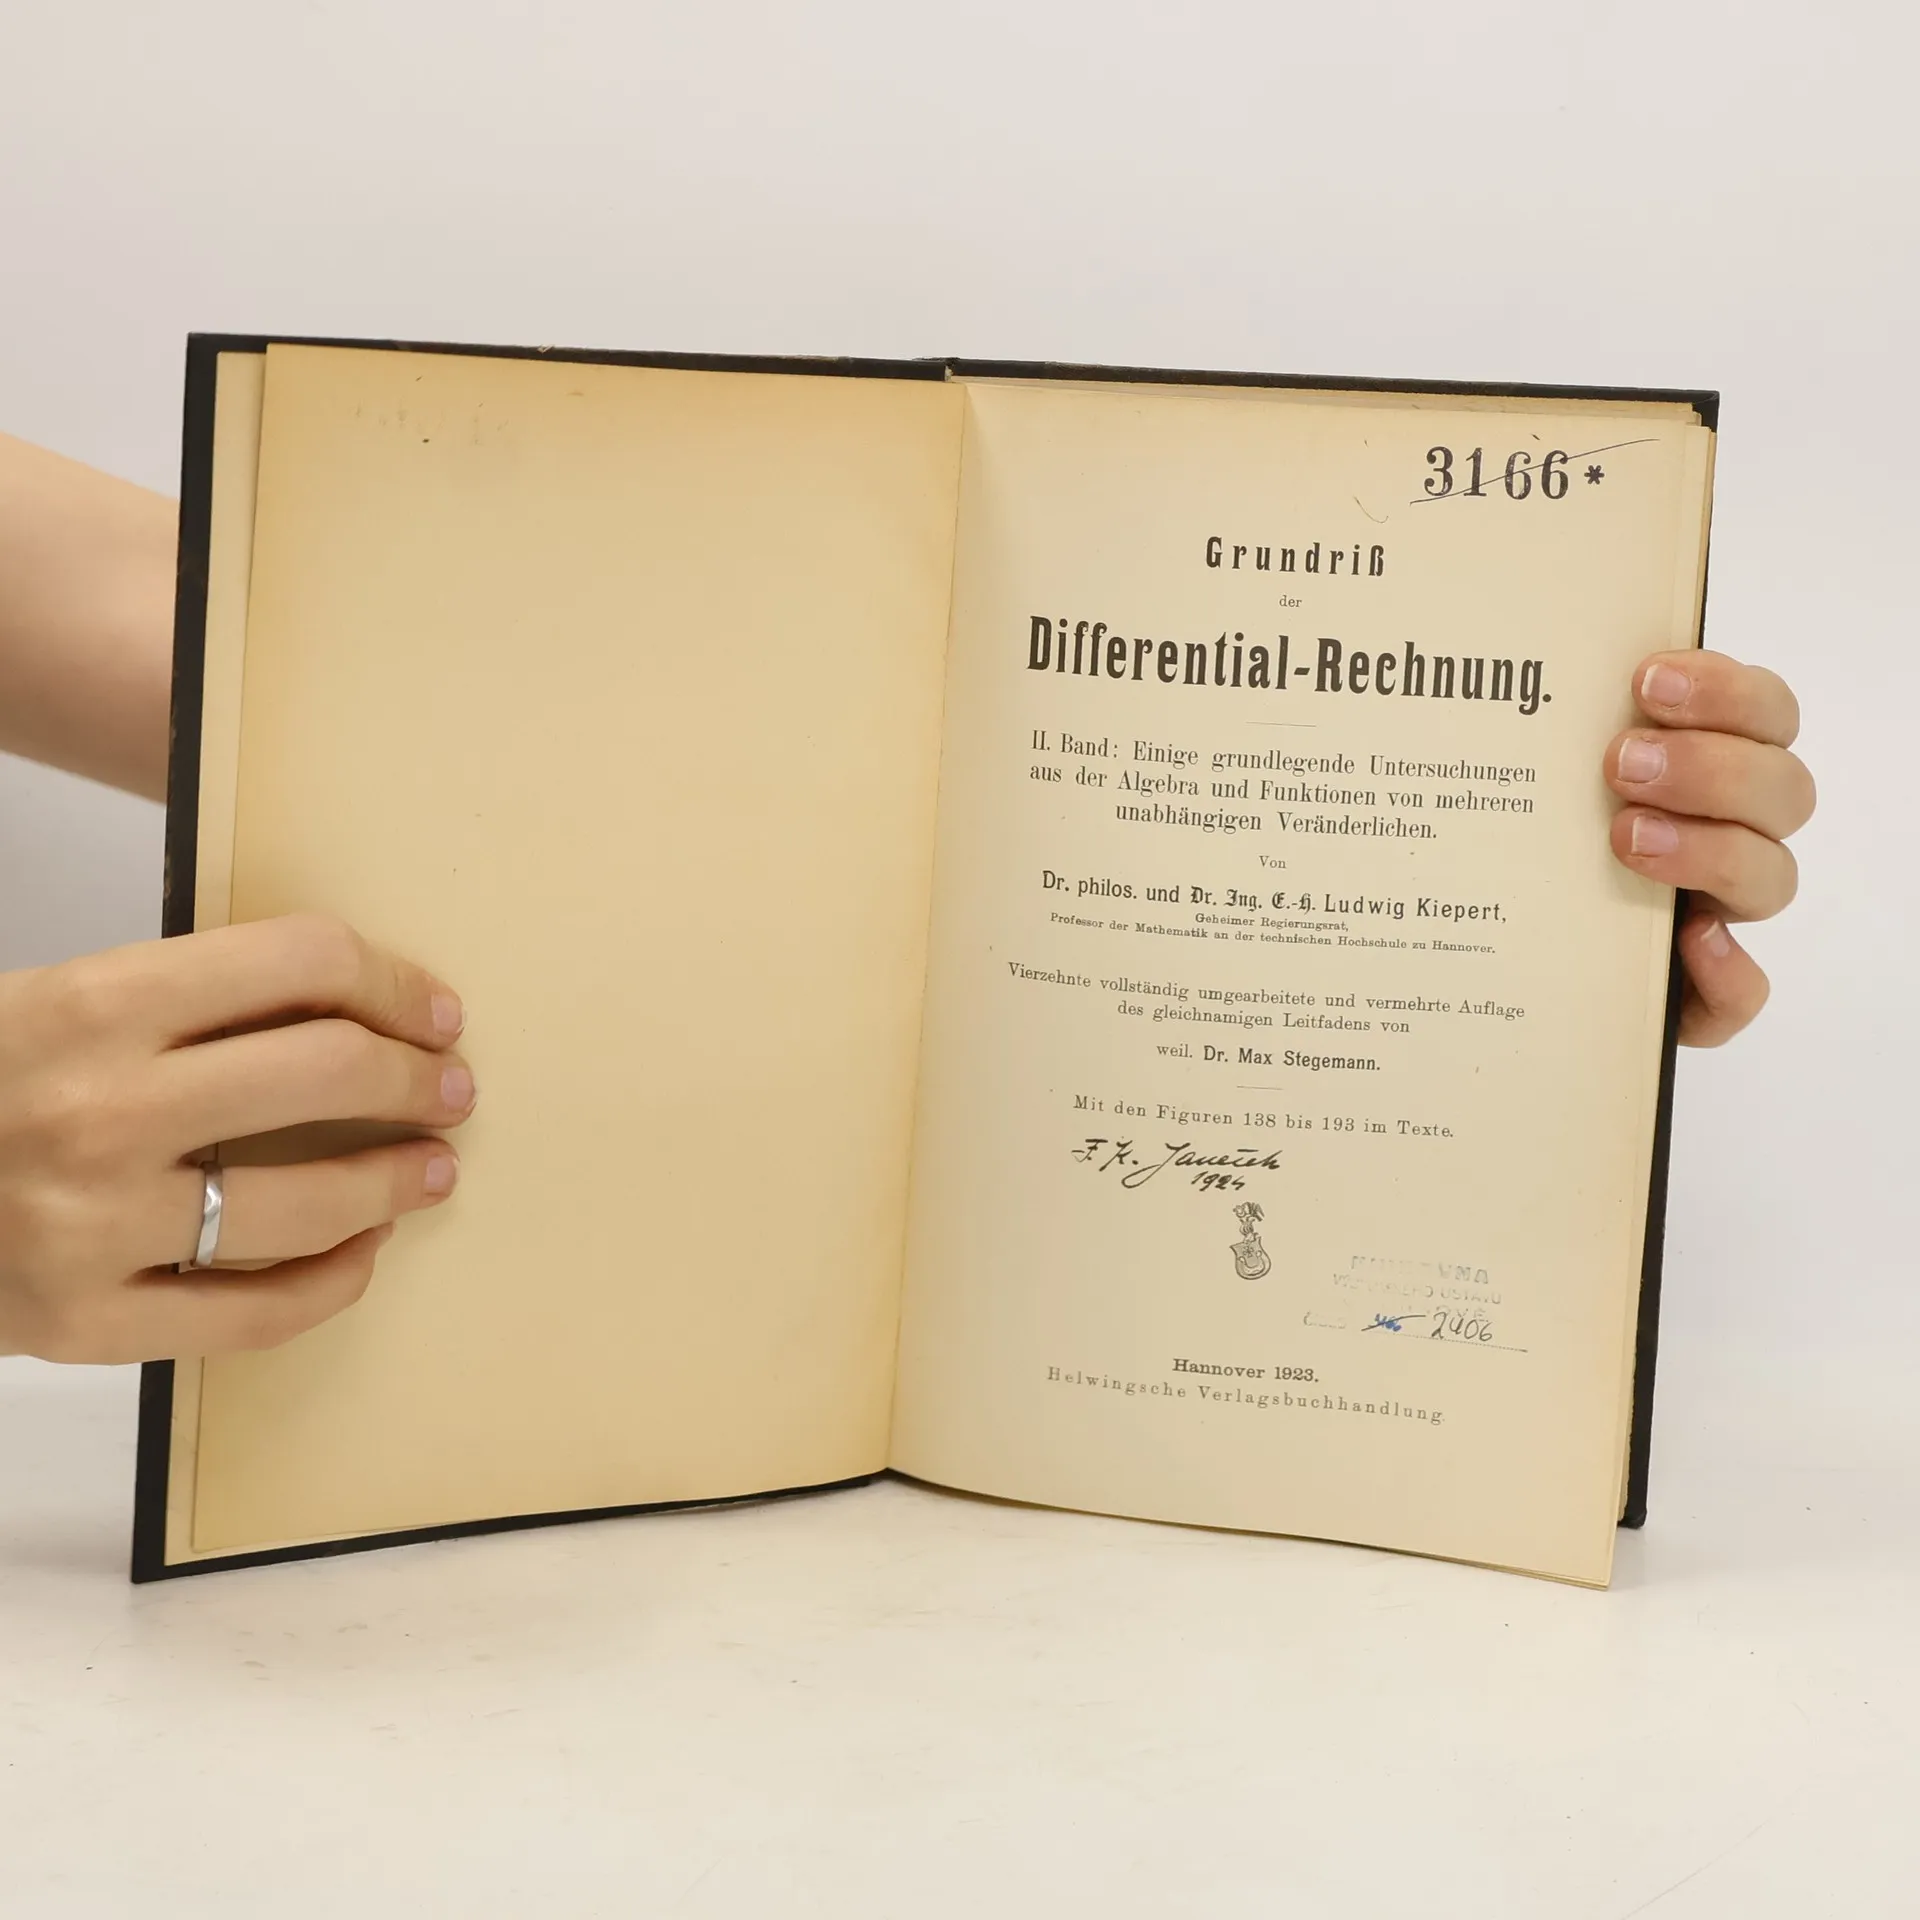 3166*
Grundriß
der
Differential-Rechnung.
II. Band: Einige grundlegende Untersuchungen
aus der Algebra und Funktionen von mehreren
unabhängigen Veränderlichen.
Von
Dr. philos. und Dr. Ing. E.-H. Ludwig Kiepert,
Geheimer Regierungsrat,
Professor der Mathematik an der technischen Hochschule zu Hannover.
Vierzehnte vollständig umgearbeitete und vermehrte Auflage
des gleichnamigen Leitfadens von
weil. Dr. Max Stegemann.
Mit den Figuren 138 bis 193 im Texte.
F. K.
1924
2406
Hannover 1923.
Helwingsche Verlagsbuchhandlung.